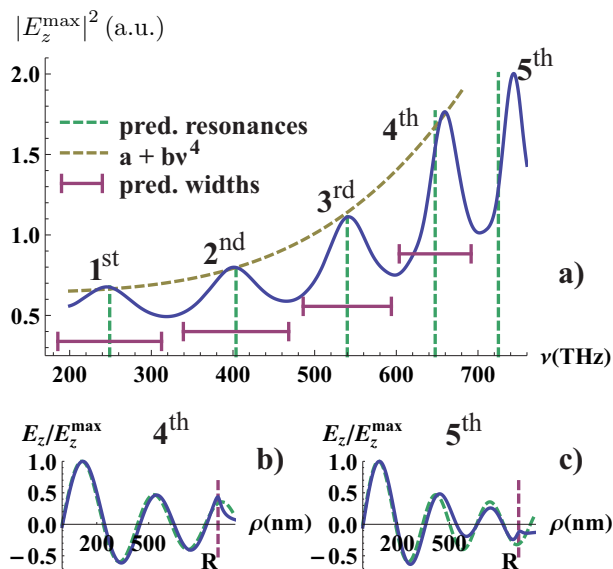 |E_z^max|^2 (a.u.)
2.0
1.5
1.0
0.5
pred. resonances
a + bν^4
pred. widths
1st
2nd
3rd
4th
5th
a)
200 300 400 500 600 700
ν(THz)
E_z/E_z^max
4th
b)
1.0
0.5
0.0
−0.5
200 500
ρ(nm)
R
E_z/E_z^max
5th
c)
1.0
0.5
0.0
−0.5
200 500
ρ(nm)
R